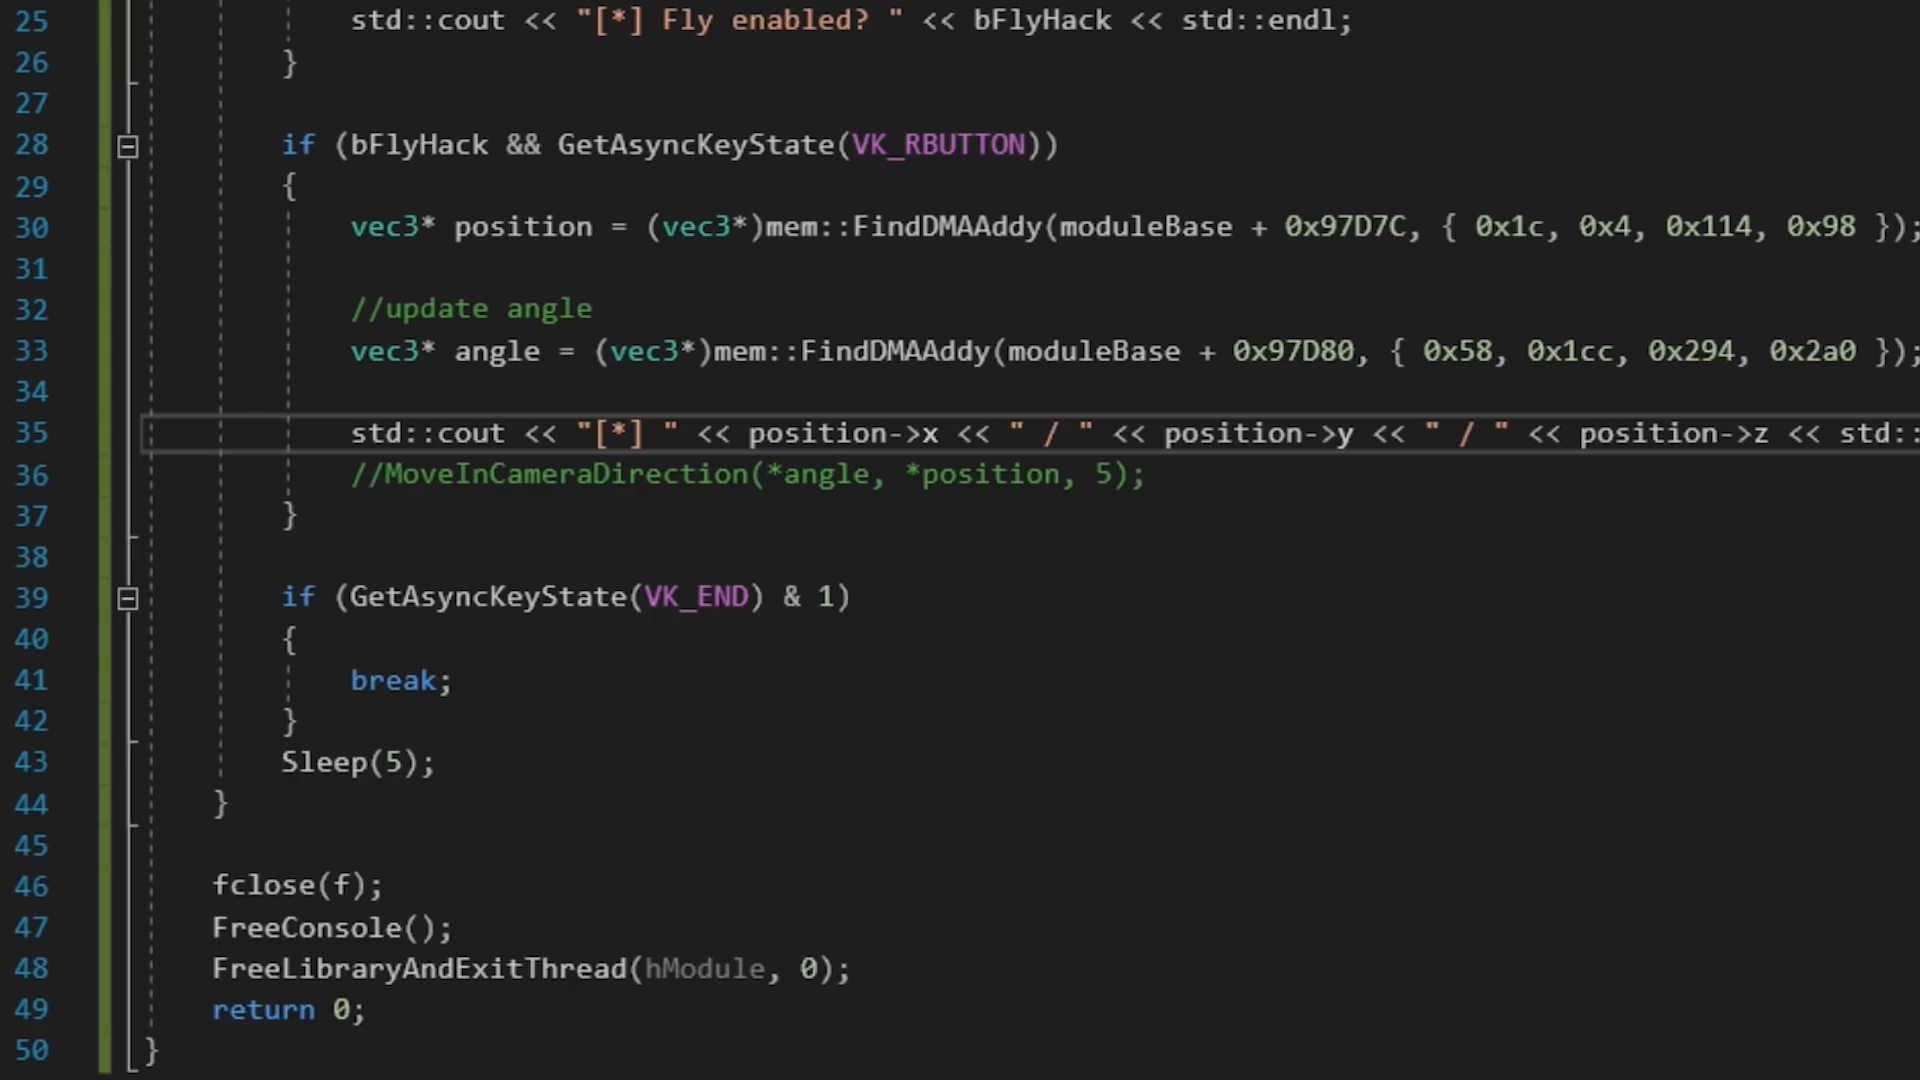 25 std::cout << "[*] Fly enabled? " << bFlyHack << std::endl;
26 }
27
28 if (bFlyHack && GetAsyncKeyState(VK_RBUTTON))
29 {
30 vec3* position = (vec3*)mem::FindDMAAddy(moduleBase + 0x97D7C, { 0x1c, 0x4, 0x114, 0x98 });
31
32 //update angle
33 vec3* angle = (vec3*)mem::FindDMAAddy(moduleBase + 0x97D80, { 0x58, 0x1cc, 0x294, 0x2a0 });
34
35 std::cout << "[*] " << position->x << " / " << position->y << " / " << position->z << std::
36 //MoveInCameraDirection(*angle, *position, 5);
37 }
38
39 if (GetAsyncKeyState(VK_END) & 1)
40 {
41 break;
42 }
43 Sleep(5);
44 }
45
46 fclose(f);
47 FreeConsole();
48 FreeLibraryAndExitThread(hModule, 0);
49 return 0;
50 }